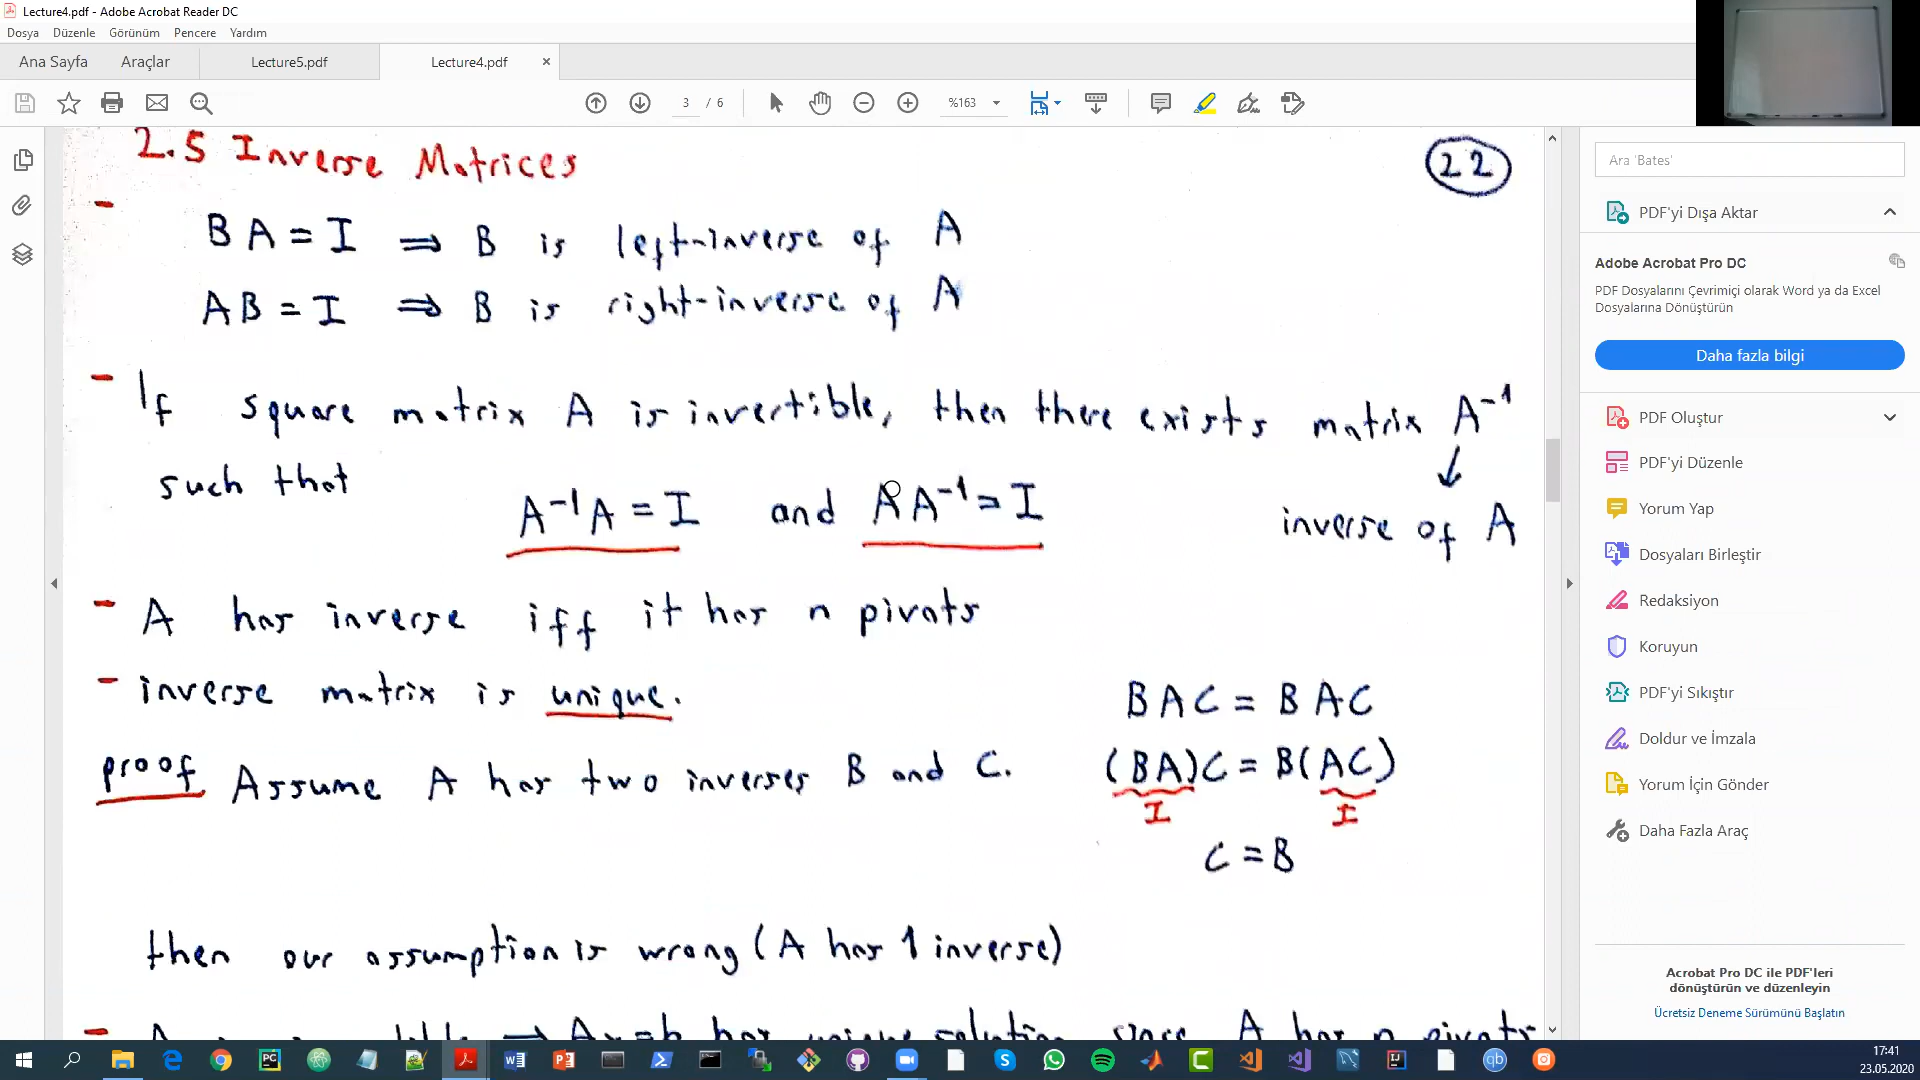 Lecture4.pdf - Adobe Acrobat Reader DC
Dosya Düzenle Görünüm Pencere Yardım
Ana Sayfa Araçlar Lecture5.pdf Lecture4.pdf ×
3 / 6 %163
2.5 Inverse Matrices
22
BA = I ⇒ B is left-inverse of A
AB = I ⇒ B is right-inverse of A
- If square matrix A is invertible, then there exists matrix A⁻¹
such that
A⁻¹A = I and AA⁻¹ = I
inverse of A
- A has inverse iff it has n pivots
- inverse matrix is unique.
proof Assume A has two inverses B and C.
BAC = BAC
(BA)C = B(AC)
I I
C = B
then our assumption is wrong (A has 1 inverse)
⇒ Ax=b has unique solution since A has n pivots
Ara 'Bates'
PDF'yi Dışa Aktar
Adobe Acrobat Pro DC
PDF Dosyalarını Çevrimiçi olarak Word ya da Excel
Dosyalarına Dönüştürün
Daha fazla bilgi
PDF Oluştur
PDF'yi Düzenle
Yorum Yap
Dosyaları Birleştir
Redaksiyon
Koruyun
PDF'yi Sıkıştır
Doldur ve İmzala
Yorum İçin Gönder
Daha Fazla Araç
Acrobat Pro DC ile PDF'leri
dönüştürün ve düzenleyin
Ücretsiz Deneme Sürümünü Başlatın
17:41
23.05.2020